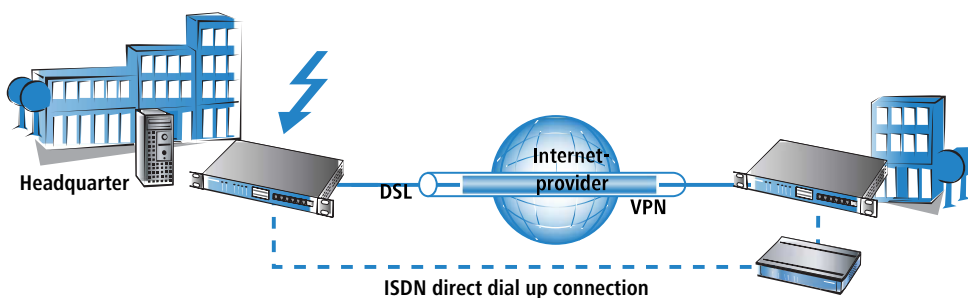 Internet-
provider
Headquarter
DSL
VPN
ISDN direct dial up connection